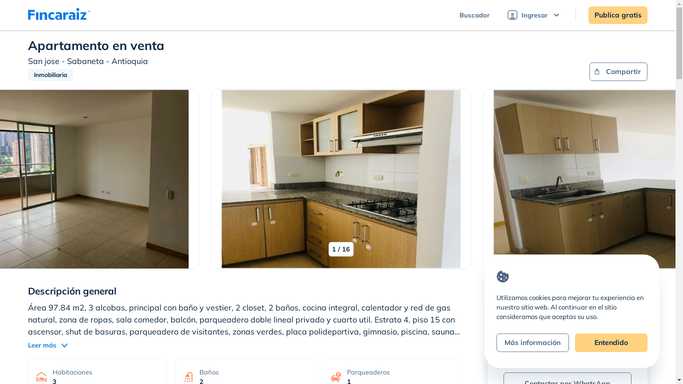 Fincaraiz
Buscador
Ingresar
Publica gratis
Apartamento en venta
San jose - Sabaneta - Antioquia
Inmobiliaria
Compartir
1 / 16
Descripción general
Área 97.84 m2, 3 alcobas, principal con baño y vestier, 2 closet, 2 baños, cocina integral, calentador y red de gas
natural, zona de ropas, sala comedor, balcón, parqueadero doble lineal privado y cuarto util. Estrato 4, piso 15 con
ascensor, shut de basuras, parqueadero de visitantes, zonas verdes, placa polideportiva, gimnasio, piscina, sauna...
Leer más
Habitaciones
3
Baños
2
Parqueaderos
1
Utilizamos cookies para mejorar tu experiencia en
nuestro sitio web. Al continuar en el sitio
consideramos que aceptas su uso.
Más información
Entendido
Contactar por WhatsApp